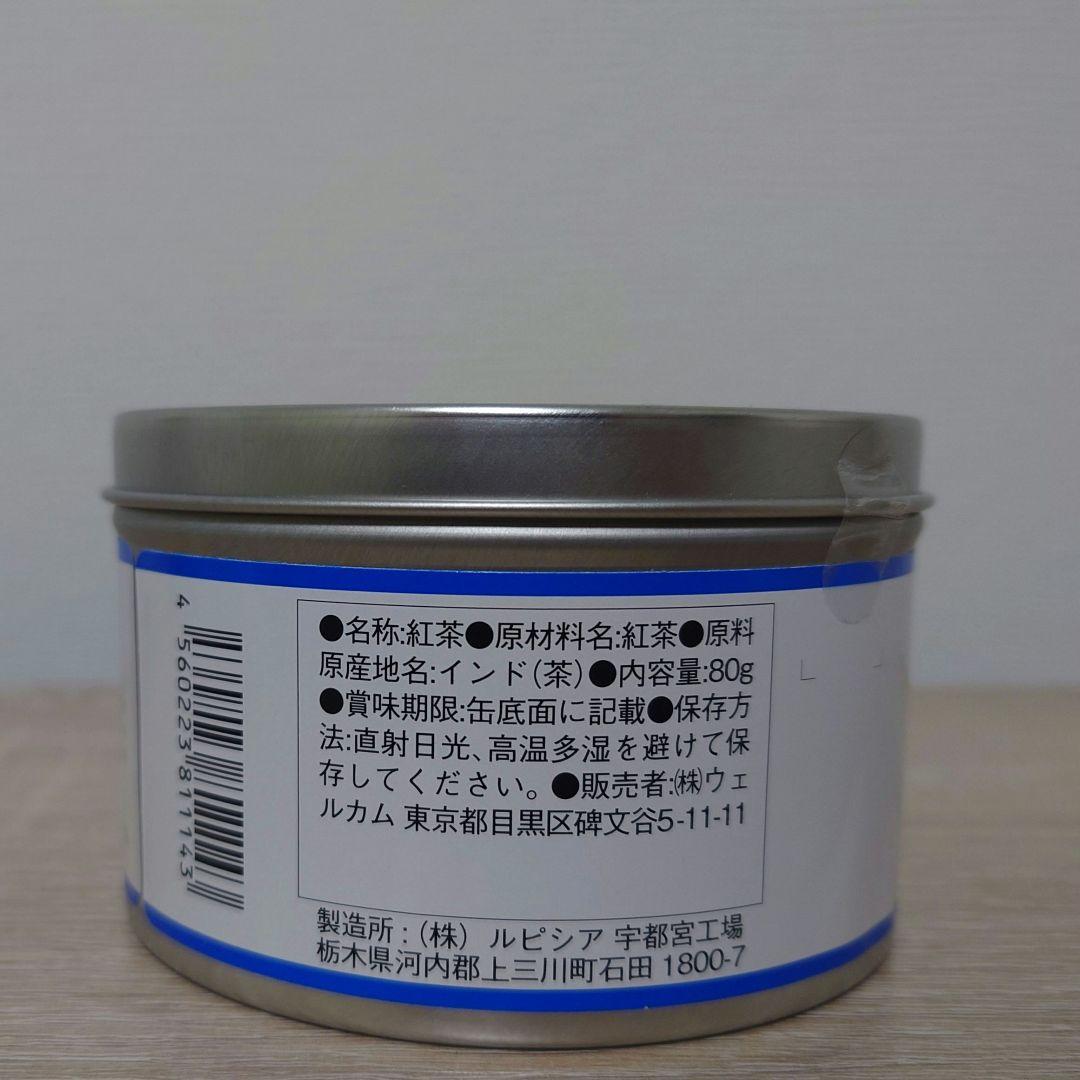 ●名称:紅茶●原材料名:紅茶●原料
原産地名:インド(茶)●内容量:80g
●賞味期限:缶底面に記載●保存方
法:直射日光、高温多湿を避けて保
存してください。●販売者:㈱ウェ
ルカム 東京都目黒区碑文谷5-11-11
製造所:(株) ルピシア 宇都宮工場
栃木県河内郡上三川町石田 1800-7
4 560223 811143